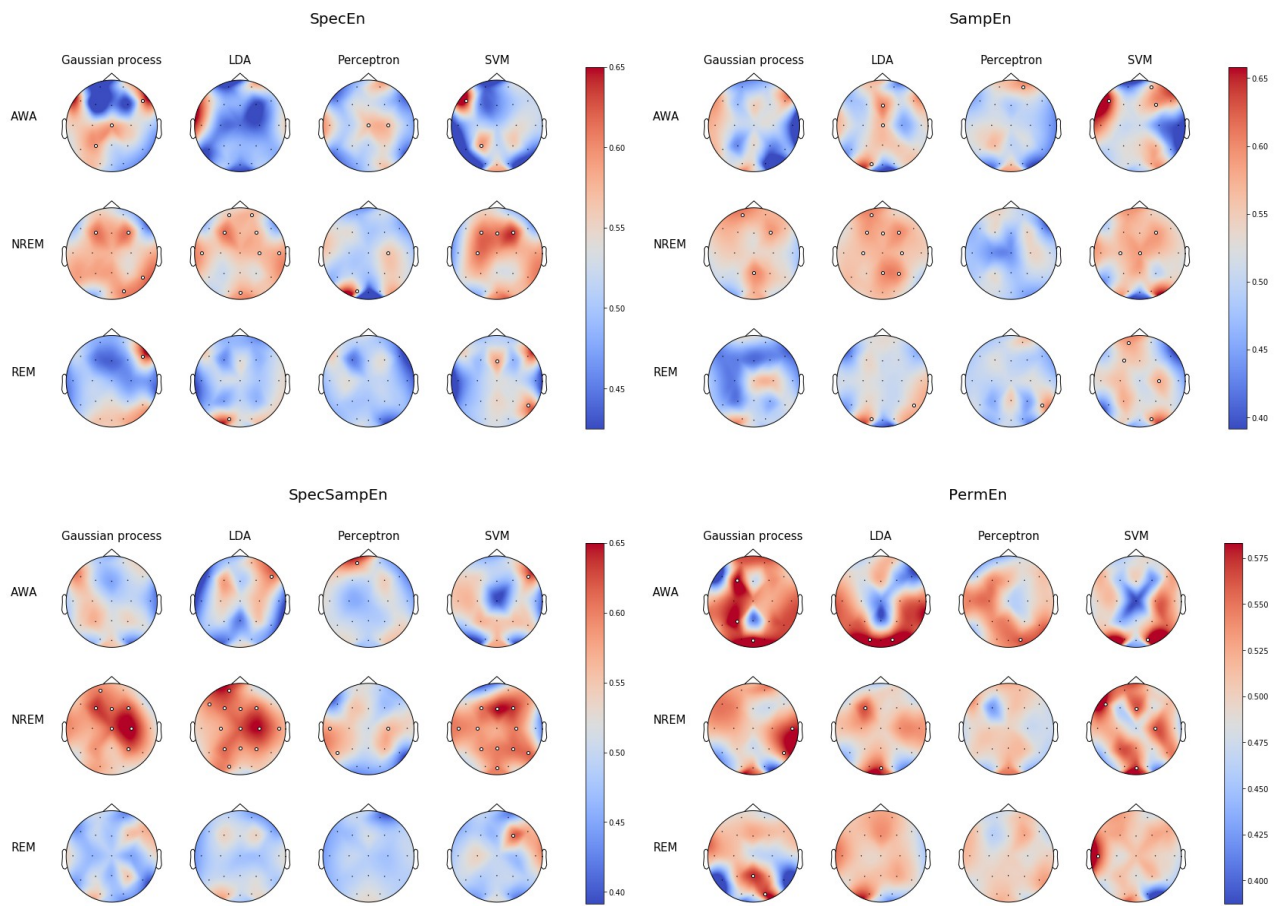 SpecEn
Gaussian process LDA Perceptron SVM
AWA
NREM
REM
0.65
0.60
0.55
0.50
0.45
SampEn
Gaussian process LDA Perceptron SVM
AWA
NREM
REM
0.65
0.60
0.55
0.50
0.45
0.40
SpecSampEn
Gaussian process LDA Perceptron SVM
AWA
NREM
REM
0.65
0.60
0.55
0.50
0.45
0.40
PermEn
Gaussian process LDA Perceptron SVM
AWA
NREM
REM
0.575
0.550
0.525
0.500
0.475
0.450
0.425
0.400